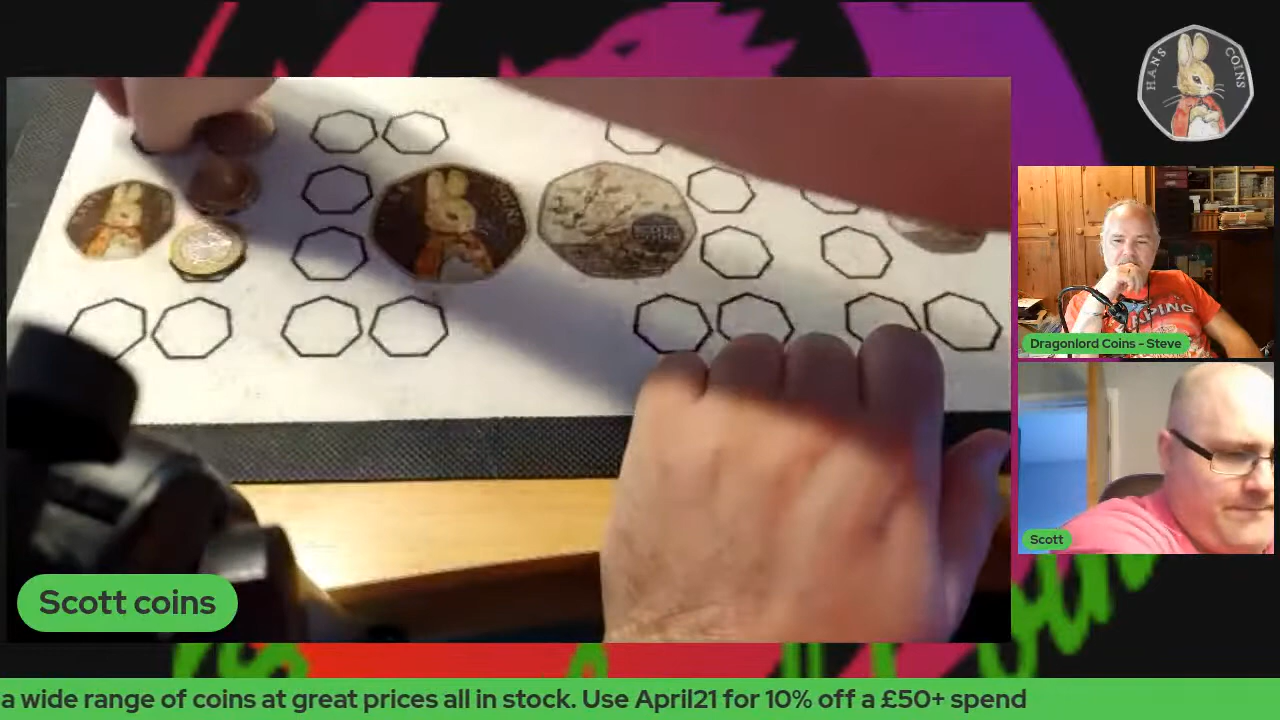 HANS COINS
Dragonlord Coins - Steve
APING
Scott
Scott coins
a wide range of coins at great prices all in stock. Use April21 for 10% off a £50+ spend